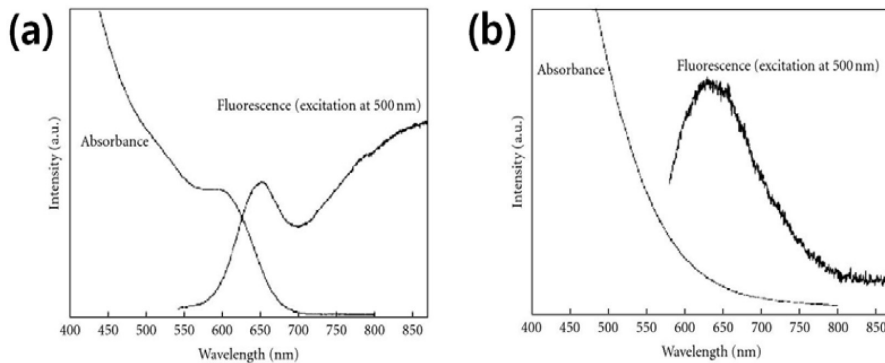 (a)
Absorbance
Fluorescence (excitation at 500 nm)
Intensity (a.u.)
400 450 500 550 600 650 700 750 800 850
Wavelength (nm)
(b)
Absorbance
Fluorescence (excitation at 500 nm)
Intensity (a.u.)
400 450 500 550 600 650 700 750 800 850
Wavelength (nm)